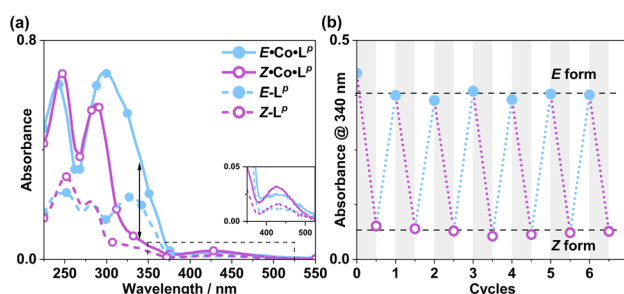 (a)
0.8
Absorbance
0.0
E•Co•Lᵖ
Z•Co•Lᵖ
E-Lᵖ
Z-Lᵖ
0.05
0.00
400 500
250 300 350 400 450 500 550
Wavelength / nm
(b)
0.5
Absorbance @ 340 nm
0.0
E form
Z form
0 1 2 3 4 5 6
Cycles